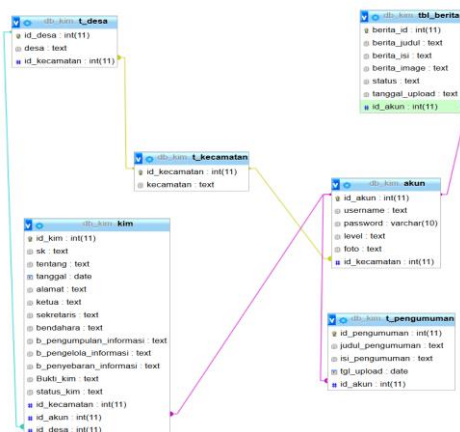 db_kim t_desa
id_desa : int(11)
desa : text
id_kecamatan : int(11)
db_kim tbl_berita
berita_id : int(11)
berita_judul : text
berita_isi : text
berita_image : text
status : text
tanggal_upload : text
id_akun : int(11)
db_kim t_kecamatan
id_kecamatan : int(11)
kecamatan : text
db_kim akun
id_akun : int(11)
username : text
password : varchar(10)
level : text
foto : text
id_kecamatan : int(11)
db_kim kim
id_kim : int(11)
sk : text
tentang : text
tanggal : date
alamat : text
ketua : text
sekretaris : text
bendahara : text
b_pengumpulan_informasi : text
b_pengelola_informasi : text
b_penyebaran_informasi : text
Bukti_kim : text
status_kim : text
id_kecamatan : int(11)
id_akun : int(11)
id_desa : int(11)
db_kim t_pengumuman
id_pengumuman : int(11)
judul_pengumuman : text
isi_pengumuman : text
tgl_upload : date
id_akun : int(11)